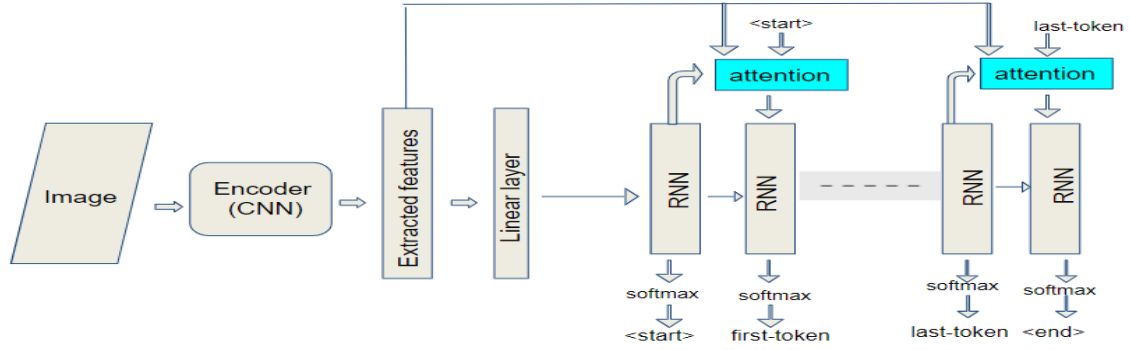 <start>
last-token
attention
attention
Image
Encoder
(CNN)
Extracted features
Linear layer
RNN
RNN
- - - - -
RNN
RNN
softmax
softmax
softmax
softmax
<start>
first-token
last-token
<end>